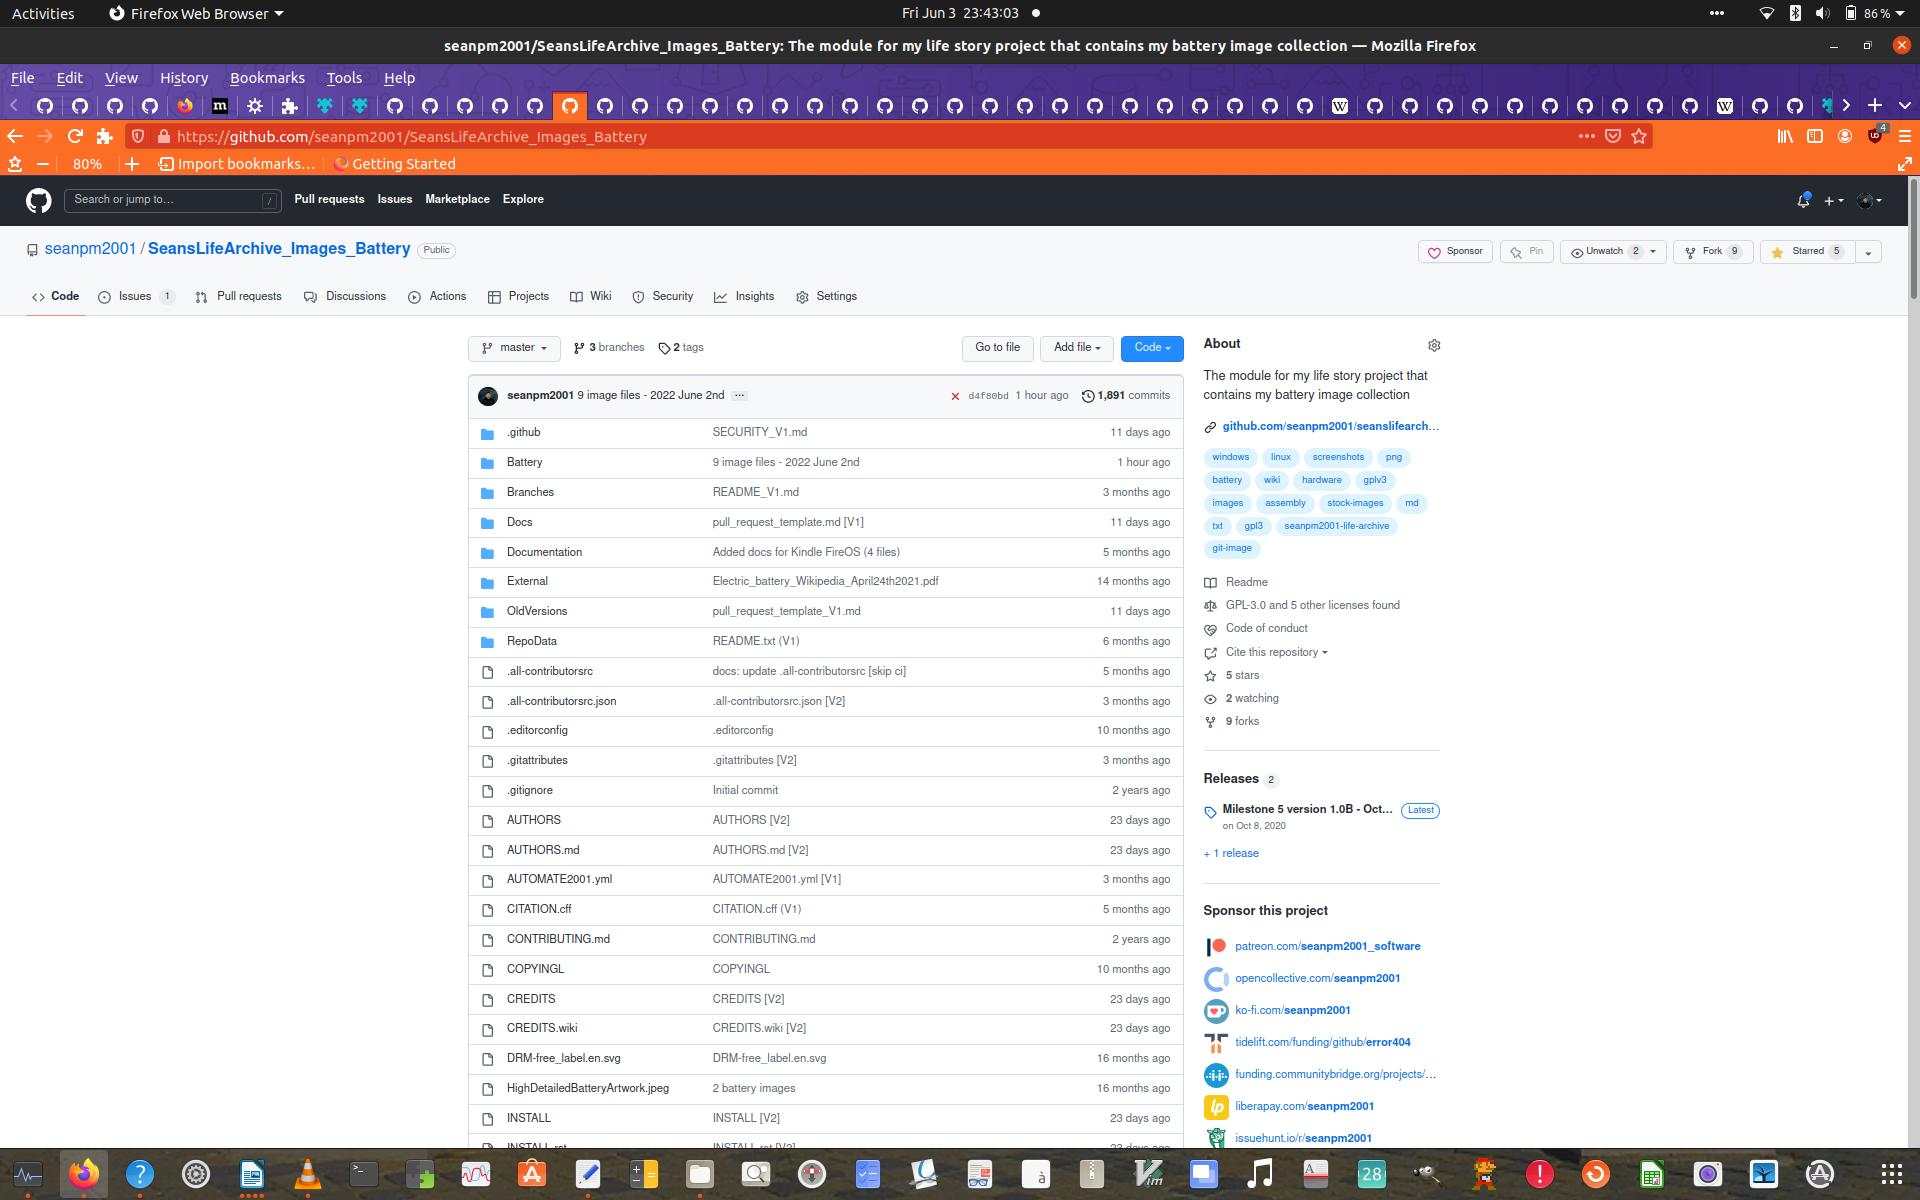 Activities
Firefox Web Browser
Fri Jun 3 23:43:03
86 %
seanpm2001/SeansLifeArchive_Images_Battery: The module for my life story project that contains my battery image collection — Mozilla Firefox
File Edit View History Bookmarks Tools Help
https://github.com/seanpm2001/SeansLifeArchive_Images_Battery
4
80%
Import bookmarks…
Getting Started
Search or jump to…
/
Pull requests
Issues
Marketplace
Explore
seanpm2001 / SeansLifeArchive_Images_Battery
Public
Sponsor
Pin
Unwatch 2
Fork 9
Starred 5
Code
Issues 1
Pull requests
Discussions
Actions
Projects
Wiki
Security
Insights
Settings
master
3 branches
2 tags
Go to file
Add file
Code
seanpm2001 9 image files - 2022 June 2nd
d4f80bd 1 hour ago
1,891 commits
.github SECURITY_V1.md 11 days ago
Battery 9 image files - 2022 June 2nd 1 hour ago
Branches README_V1.md 3 months ago
Docs pull_request_template.md [V1] 11 days ago
Documentation Added docs for Kindle FireOS (4 files) 5 months ago
External Electric_battery_Wikipedia_April24th2021.pdf 14 months ago
OldVersions pull_request_template_V1.md 11 days ago
RepoData README.txt (V1) 6 months ago
.all-contributorsrc docs: update .all-contributorsrc [skip ci] 5 months ago
.all-contributorsrc.json .all-contributorsrc.json [V2] 3 months ago
.editorconfig .editorconfig 10 months ago
.gitattributes .gitattributes [V2] 3 months ago
.gitignore Initial commit 2 years ago
AUTHORS AUTHORS [V2] 23 days ago
AUTHORS.md AUTHORS.md [V2] 23 days ago
AUTOMATE2001.yml AUTOMATE2001.yml [V1] 3 months ago
CITATION.cff CITATION.cff (V1) 5 months ago
CONTRIBUTING.md CONTRIBUTING.md 2 years ago
COPYINGL COPYINGL 10 months ago
CREDITS CREDITS [V2] 23 days ago
CREDITS.wiki CREDITS.wiki [V2] 23 days ago
DRM-free_label.en.svg DRM-free_label.en.svg 16 months ago
HighDetailedBatteryArtwork.jpeg 2 battery images 16 months ago
INSTALL INSTALL [V2] 23 days ago
About
The module for my life story project that
contains my battery image collection
github.com/seanpm2001/seanslifearch…
windows linux screenshots png
battery wiki hardware gplv3
images assembly stock-images md
txt gpl3 seanpm2001-life-archive
git-image
Readme
GPL-3.0 and 5 other licenses found
Code of conduct
Cite this repository
5 stars
2 watching
9 forks
Releases 2
Milestone 5 version 1.0B - Oct… Latest
on Oct 8, 2020
+ 1 release
Sponsor this project
patreon.com/seanpm2001_software
opencollective.com/seanpm2001
ko-fi.com/seanpm2001
tidelift.com/funding/github/error404
funding.communitybridge.org/projects/…
liberapay.com/seanpm2001
issuehunt.io/r/seanpm2001
28